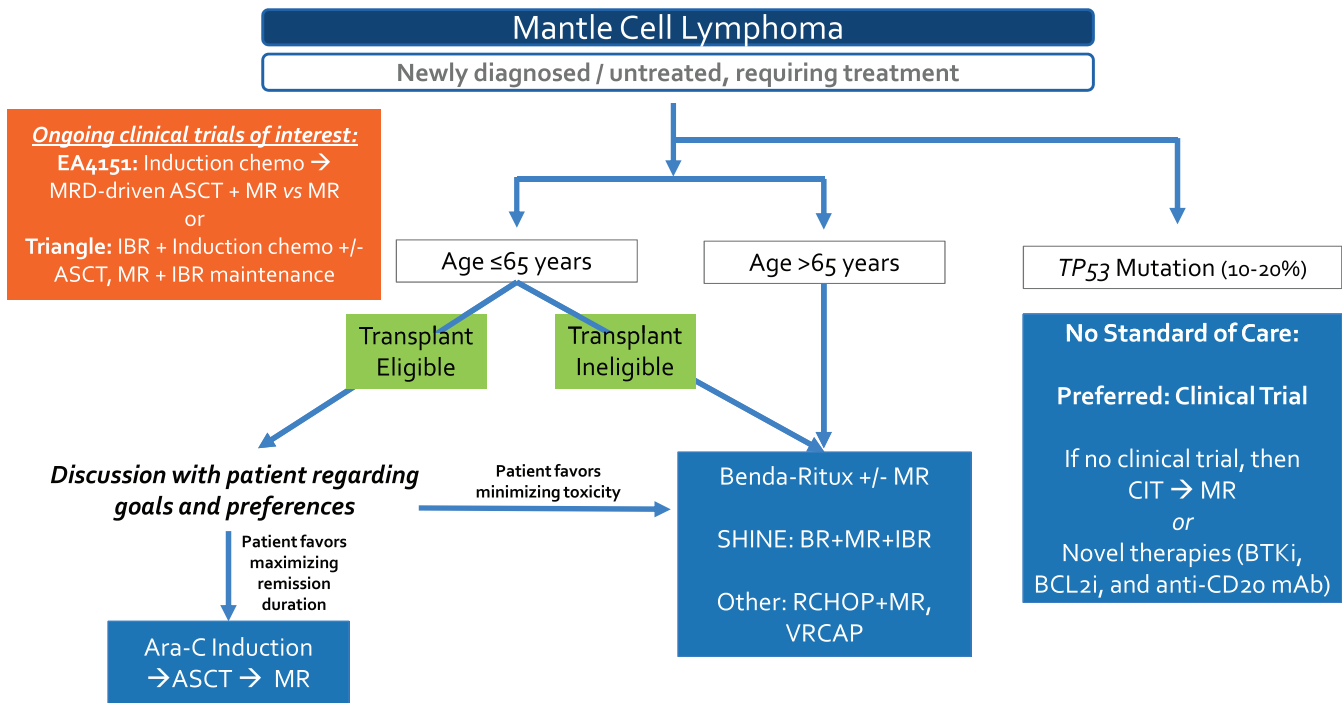 Mantle Cell Lymphoma
Newly diagnosed / untreated, requiring treatment
Ongoing clinical trials of interest:
EA4151: Induction chemo →
MRD-driven ASCT + MR vs MR
or
Triangle: IBR + Induction chemo +/-
ASCT, MR + IBR maintenance
Age ≤65 years
Age >65 years
TP53 Mutation (10-20%)
Transplant
Eligible
Transplant
Ineligible
No Standard of Care:
Preferred: Clinical Trial
If no clinical trial, then
CIT → MR
or
Novel therapies (BTKi,
BCL2i, and anti-CD20 mAb)
Discussion with patient regarding
goals and preferences
Patient favors
minimizing toxicity
Benda-Ritux +/- MR
SHINE: BR+MR+IBR
Other: RCHOP+MR,
VRCAP
Patient favors
maximizing
remission
duration
Ara-C Induction
→ASCT → MR